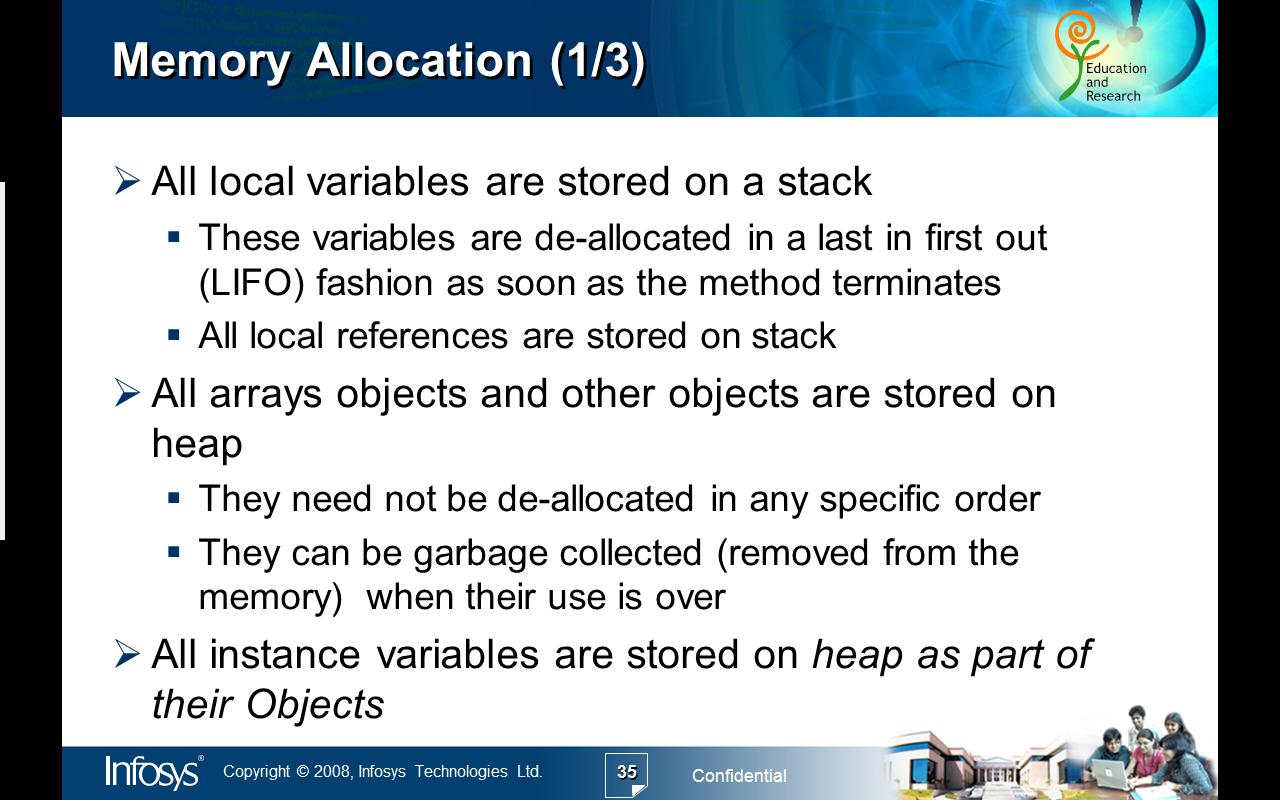 Memory Allocation (1/3)
Education
and
Research
All local variables are stored on a stack
These variables are de-allocated in a last in first out
(LIFO) fashion as soon as the method terminates
All local references are stored on stack
All arrays objects and other objects are stored on
heap
They need not be de-allocated in any specific order
They can be garbage collected (removed from the
memory) when their use is over
All instance variables are stored on heap as part of
their Objects
Infosys®
Copyright © 2008, Infosys Technologies Ltd.
35
Confidential